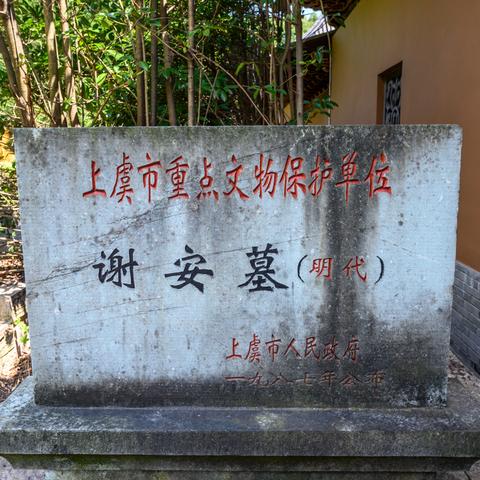 上虞市重点文物保护单位
谢安墓(明代)
上虞市人民政府
一九八七年公布